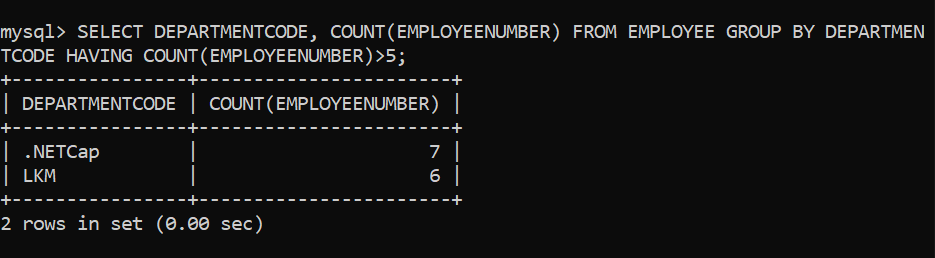 mysql> SELECT DEPARTMENTCODE, COUNT(EMPLOYEENUMBER) FROM EMPLOYEE GROUP BY DEPARTMEN
TCODE HAVING COUNT(EMPLOYEENUMBER)>5;
+----------------+-----------------------+
| DEPARTMENTCODE | COUNT(EMPLOYEENUMBER) |
+----------------+-----------------------+
| .NETCap        |                     7 |
| LKM            |                     6 |
+----------------+-----------------------+
2 rows in set (0.00 sec)